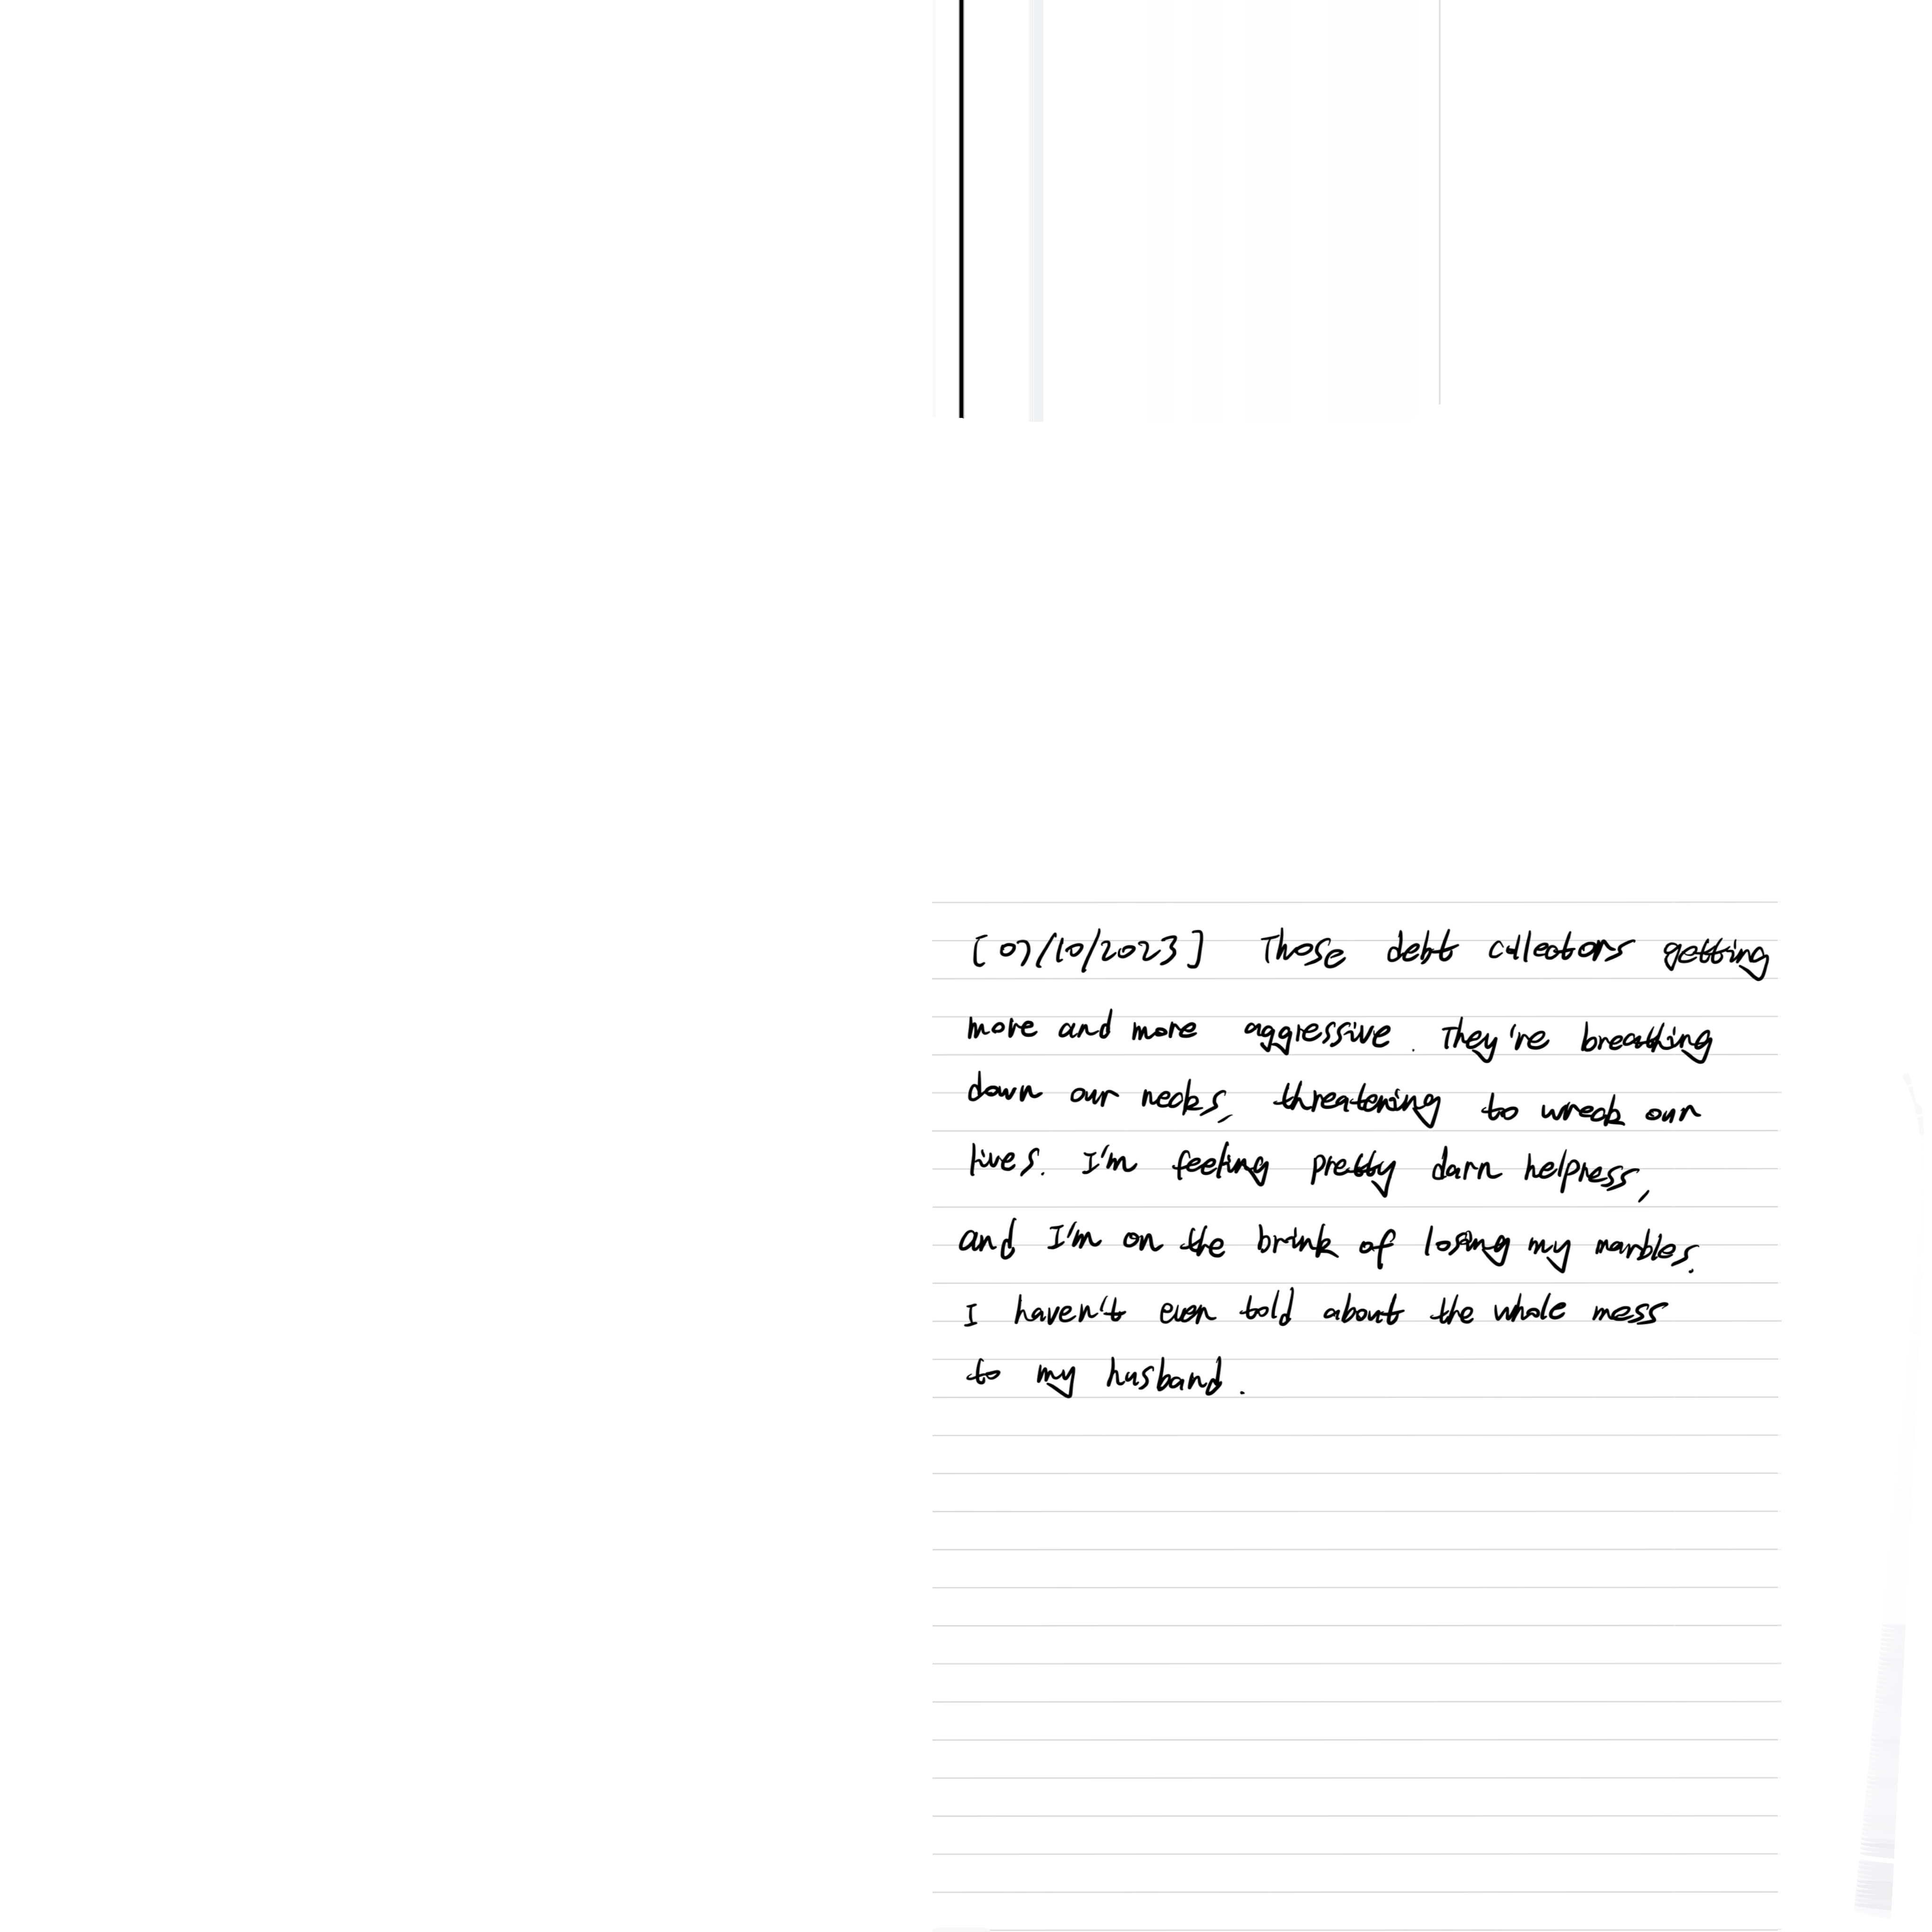 [07/10/2023] Those debt collectors getting
more and more aggressive. They're breathing
down our necks, threatening to wreak our
lives. I'm feeling pretty darn helpress,
and I'm on the brink of losing my marbles.
I haven't even told about the whole mess
to my husband.